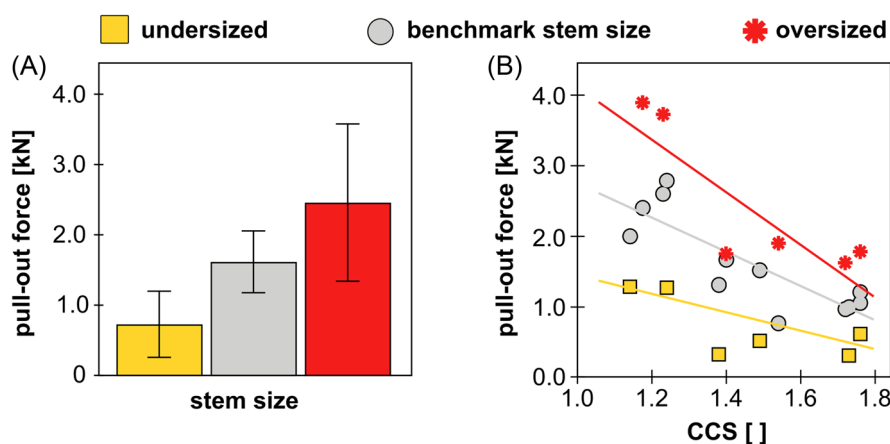 undersized benchmark stem size oversized
(A) (B)
pull-out force [kN]
4.0
3.0
2.0
1.0
0
stem size
pull-out force [kN]
4.0
3.0
2.0
1.0
0.0
1.0 1.2 1.4 1.6 1.8
CCS [ ]